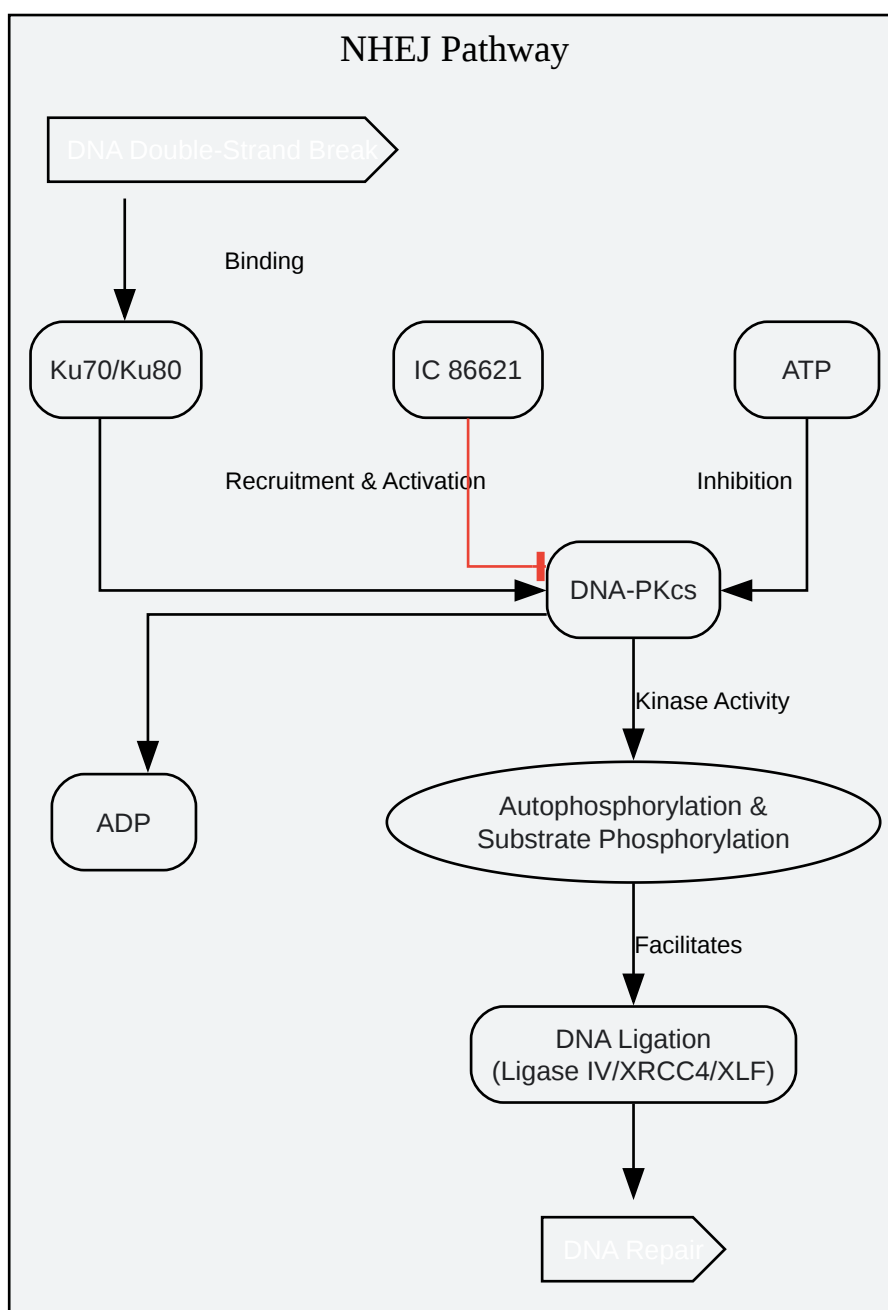 NHEJ Pathway
DNA Double-Strand Break
Binding
Ku70/Ku80
IC 86621
ATP
Recruitment & Activation
Inhibition
DNA-PKcs
Kinase Activity
ADP
Autophosphorylation &
Substrate Phosphorylation
Facilitates
DNA Ligation
(Ligase IV/XRCC4/XLF)
DNA Repair